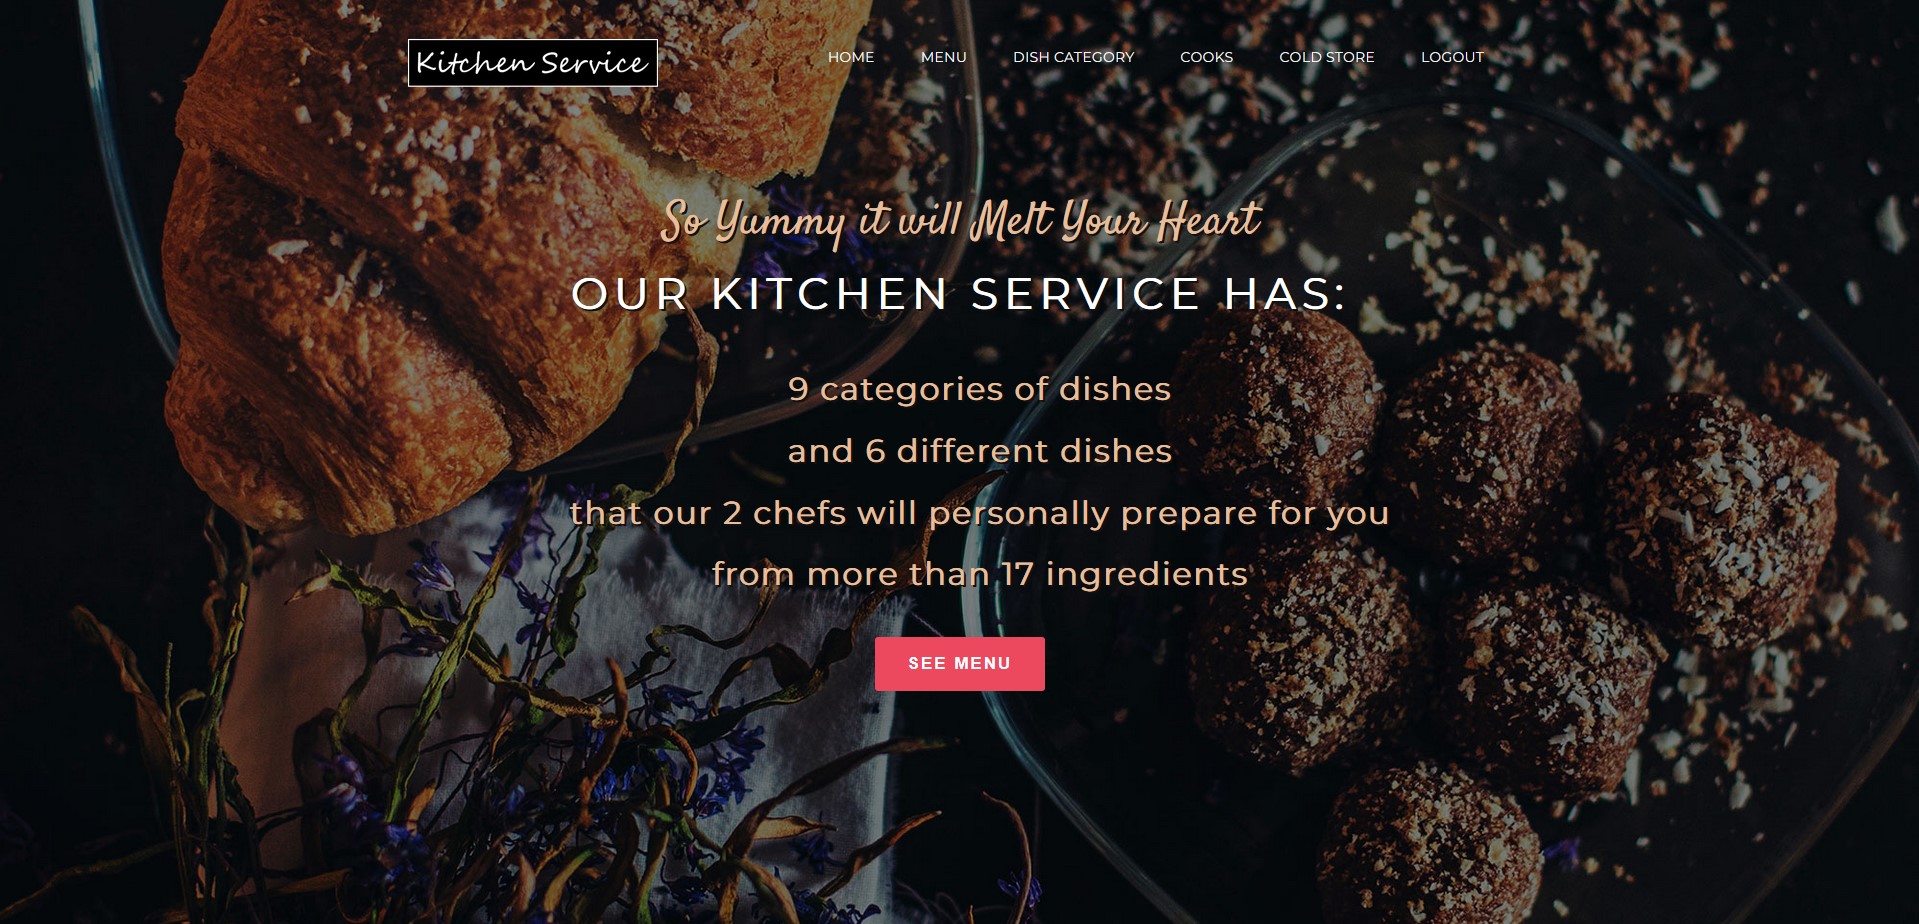 Kitchen Service
HOME MENU DISH CATEGORY COOKS COLD STORE LOGOUT
So Yummy it will Melt Your Heart
OUR KITCHEN SERVICE HAS:
9 categories of dishes
and 6 different dishes
that our 2 chefs will personally prepare for you
from more than 17 ingredients
SEE MENU